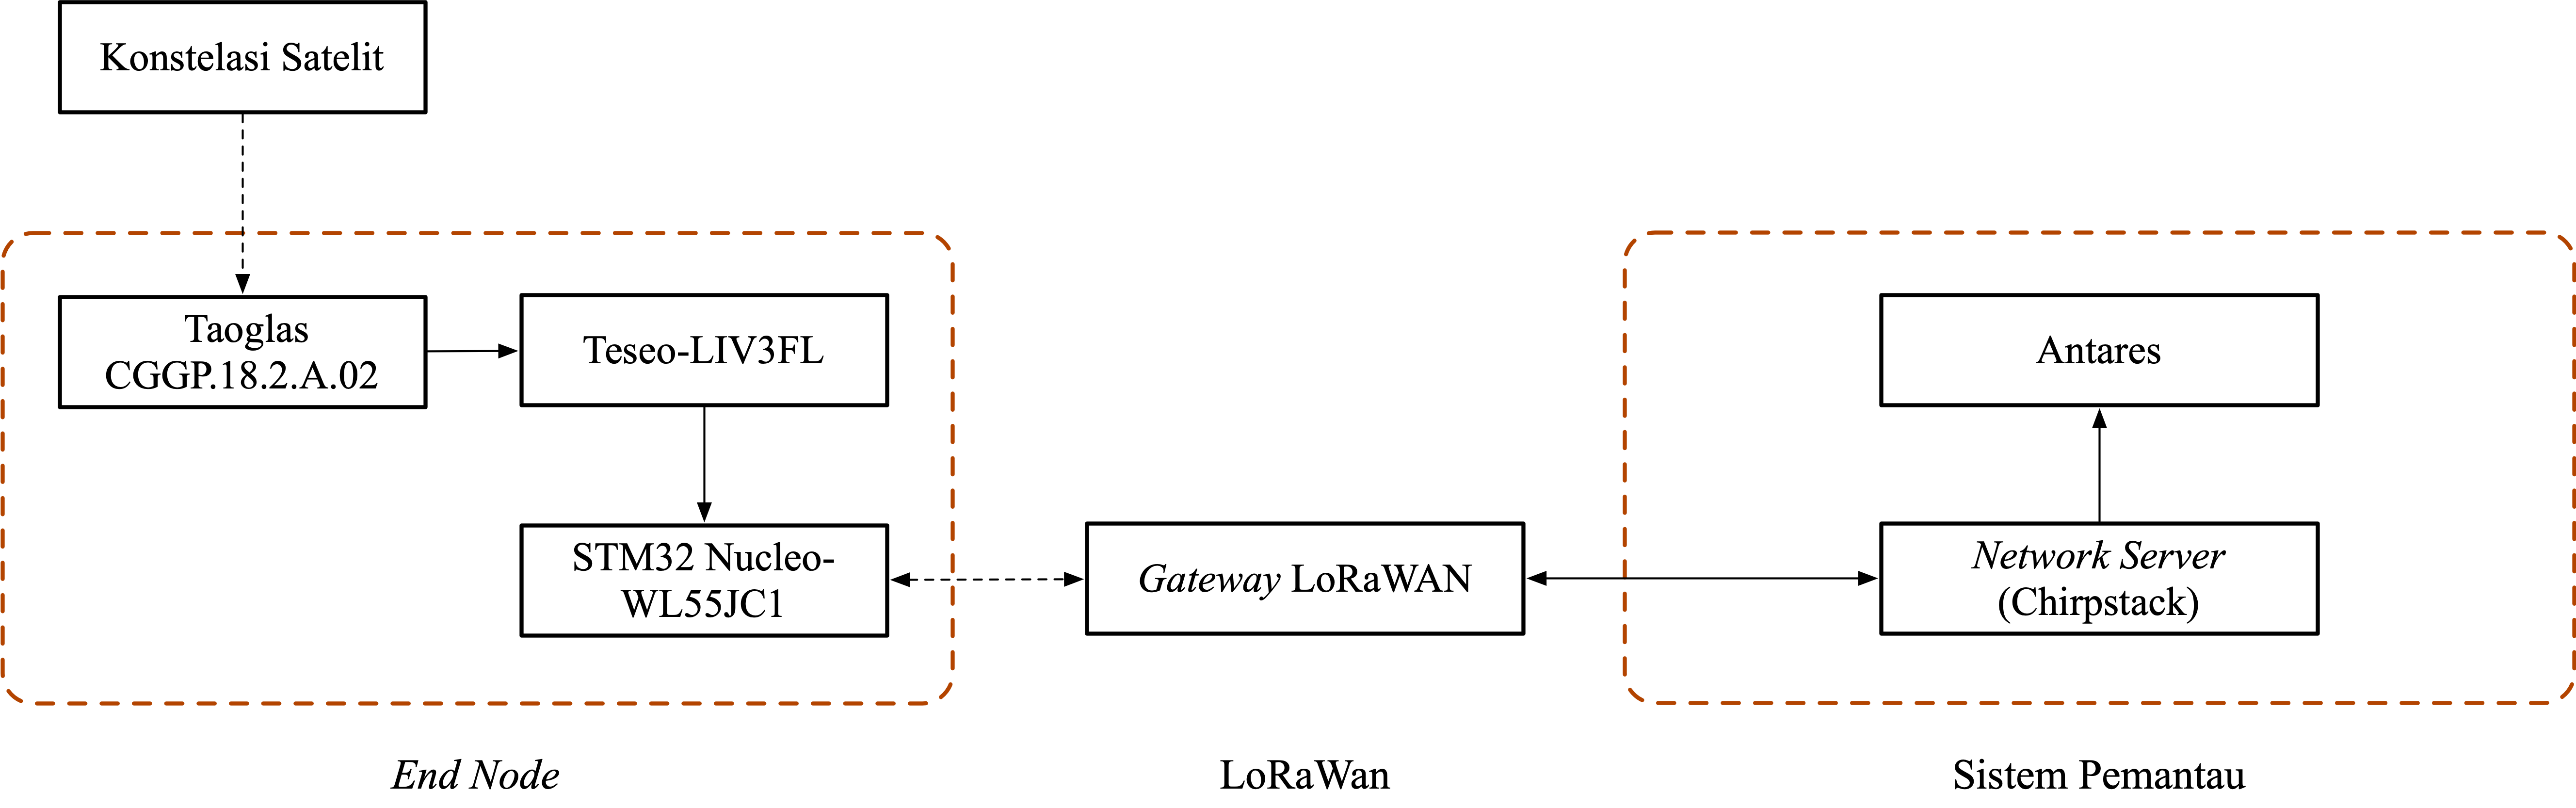 Konstelasi Satelit
Taoglas
CGGP.18.2.A.02
Teseo-LIV3FL
STM32 Nucleo-
WL55JC1
Gateway LoRaWAN
Antares
Network Server
(Chirpstack)
End Node
LoRaWan
Sistem Pemantau